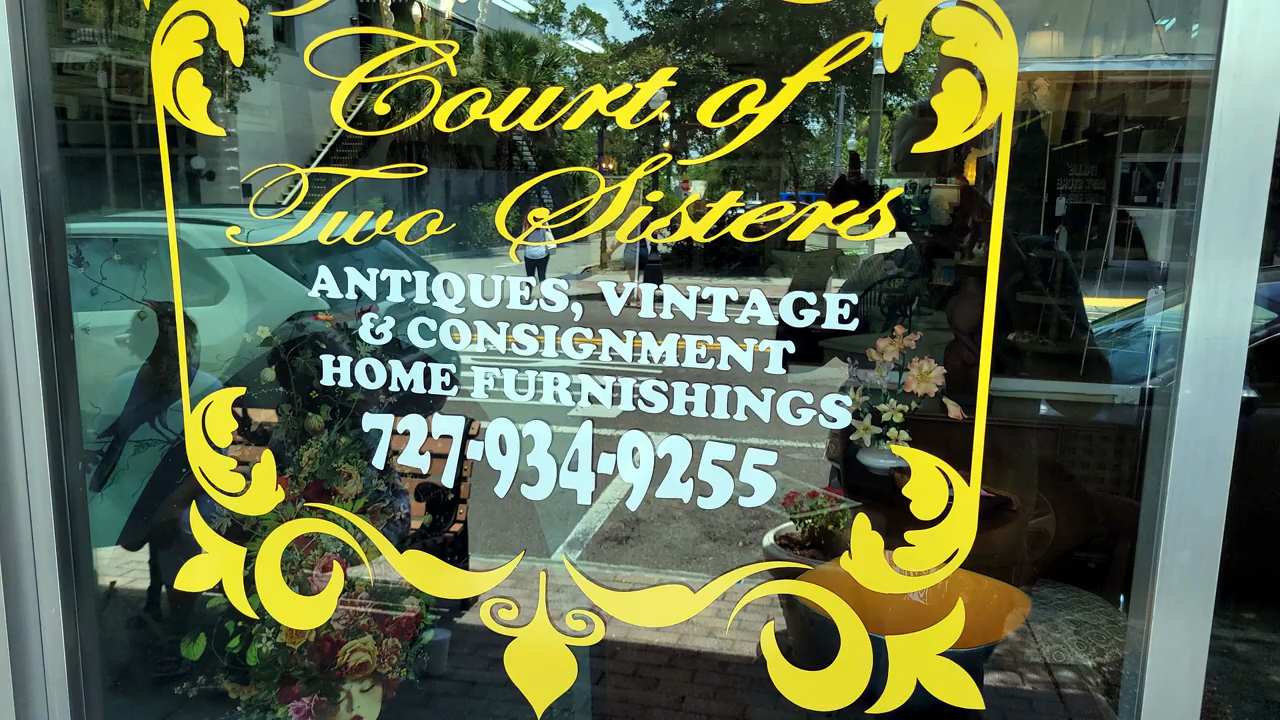 Court of
Two Sisters
ANTIQUES, VINTAGE
& CONSIGNMENT
HOME FURNISHINGS
727-934-9255